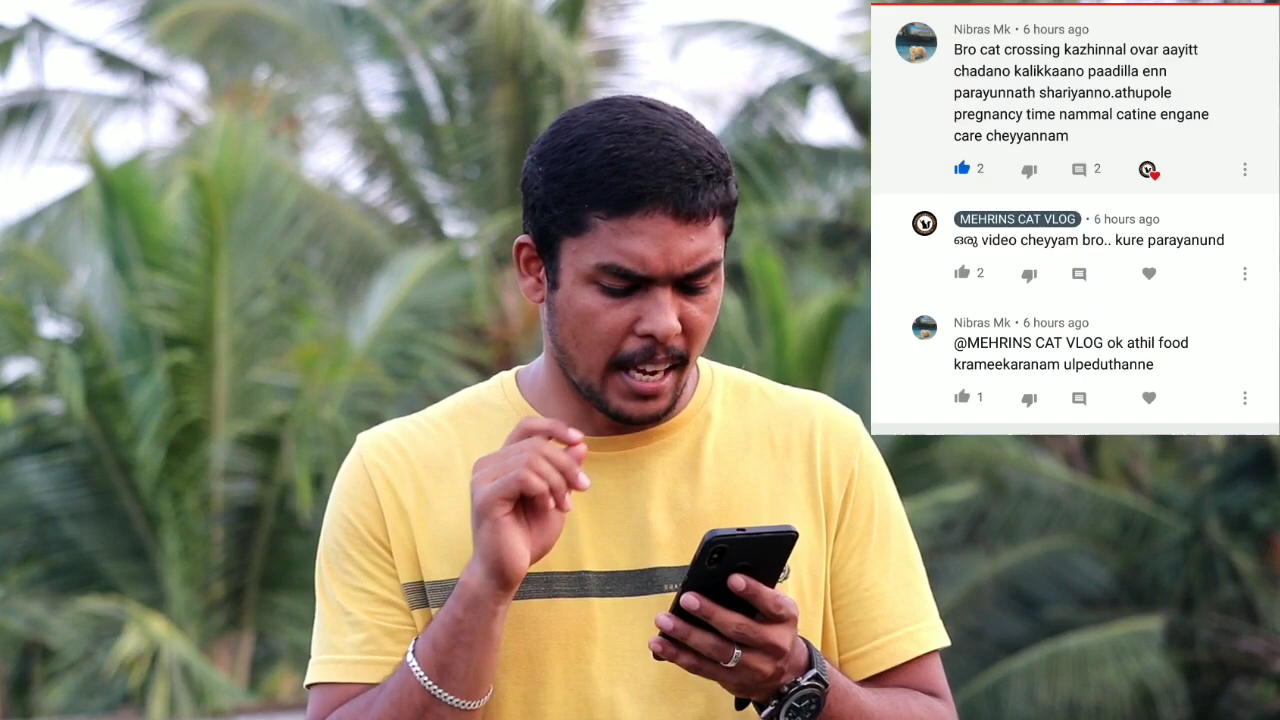 Nibras Mk • 6 hours ago
Bro cat crossing kazhinnal ovar aayitt
chadano kalikkaano paadilla enn
parayunnath shariyanno.athupole
pregnancy time nammal catine engane
care cheyyannam
2
2
MEHRINS CAT VLOG • 6 hours ago
ഒരു video cheyyam bro.. kure parayanund
2
Nibras Mk • 6 hours ago
@MEHRINS CAT VLOG ok athil food
krameekaranam ulpeduthanne
1